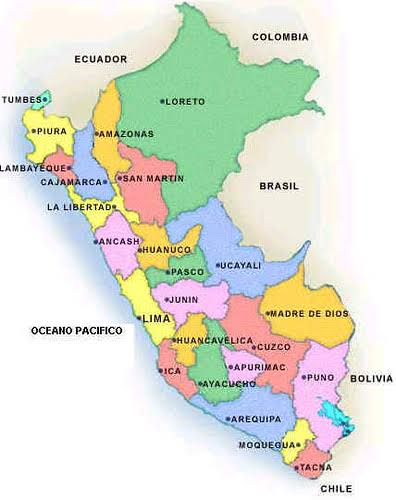 COLOMBIA
ECUADOR
TUMBES
LORETO
PIURA
AMAZONAS
LAMBAYEQUE
CAJAMARCA
SAN MARTIN
BRASIL
LA LIBERTAD
ANCASH
HUANUCO
UCAYALI
PASCO
JUNIN
MADRE DE DIOS
LIMA
OCEANO PACIFICO
HUANCAVELICA
CUZCO
ICA
APURIMAC
PUNO
BOLIVIA
AYACUCHO
AREQUIPA
MOQUEGUA
TACNA
CHILE